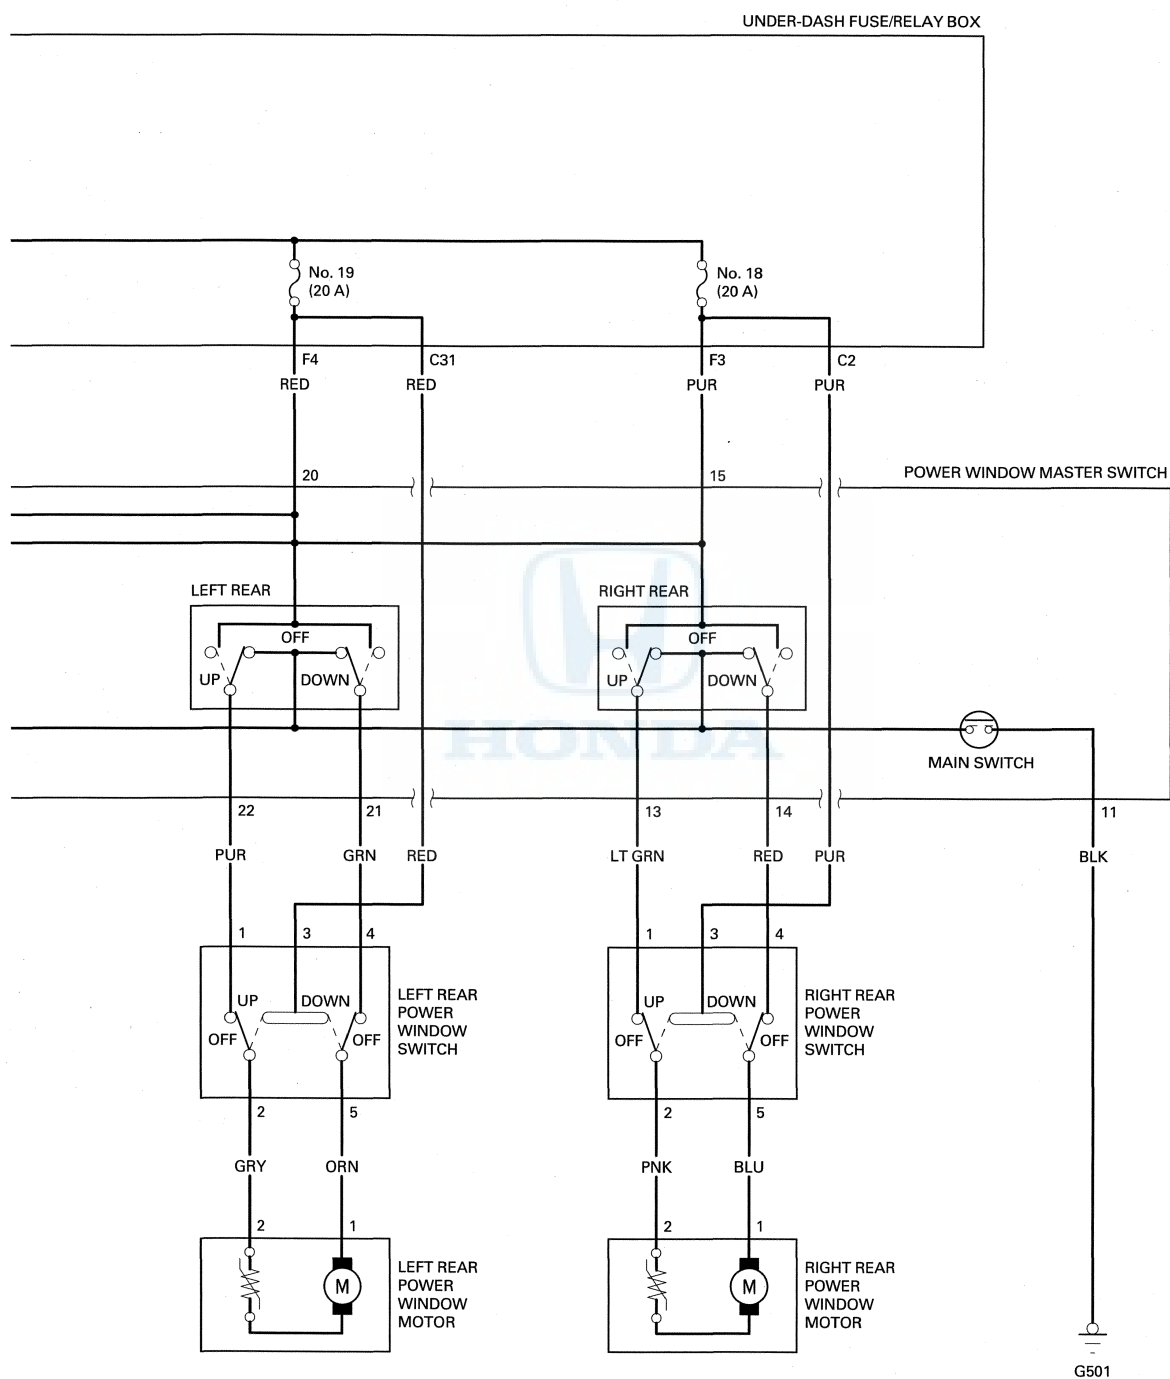 UNDER-DASH FUSE/RELAY BOX
No. 19
(20 A)
No. 18
(20 A)
F4
C31
F3
C2
RED
RED
PUR
PUR
20
15
POWER WINDOW MASTER SWITCH
LEFT REAR
RIGHT REAR
OFF
OFF
UP
DOWN
UP
DOWN
HONDA
MAIN SWITCH
22
21
13
14
11
PUR
GRN
RED
LT GRN
RED
PUR
BLK
1
3
4
1
3
4
UP
DOWN
OFF
OFF
LEFT REAR
POWER
WINDOW
SWITCH
UP
DOWN
OFF
OFF
RIGHT REAR
POWER
WINDOW
SWITCH
2
5
2
5
GRY
ORN
PNK
BLU
2
1
2
1
M
LEFT REAR
POWER
WINDOW
MOTOR
M
RIGHT REAR
POWER
WINDOW
MOTOR
G501